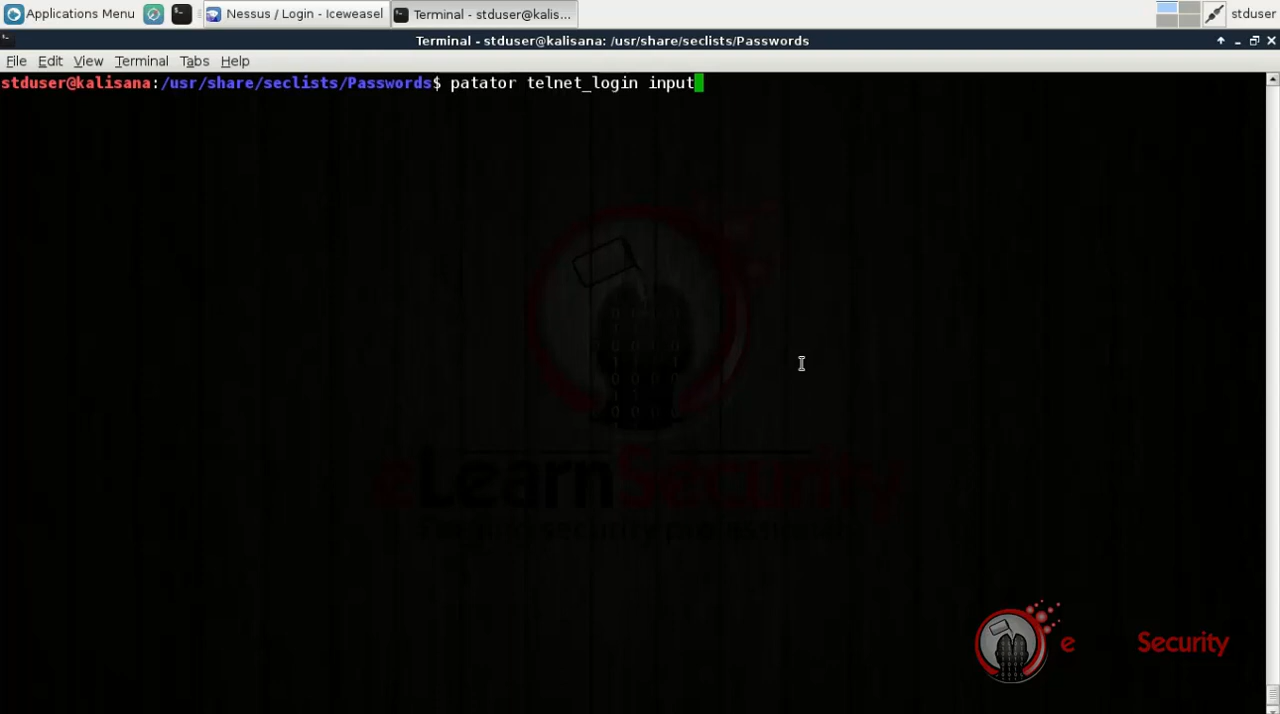 Applications Menu
Nessus / Login - Iceweasel
Terminal - stduser@kalis...
stduser
Terminal - stduser@kalisana: /usr/share/seclists/Passwords
File Edit View Terminal Tabs Help
stduser@kalisana:/usr/share/seclists/Passwords$ patator telnet_login input
eLearnSecurity
e Security